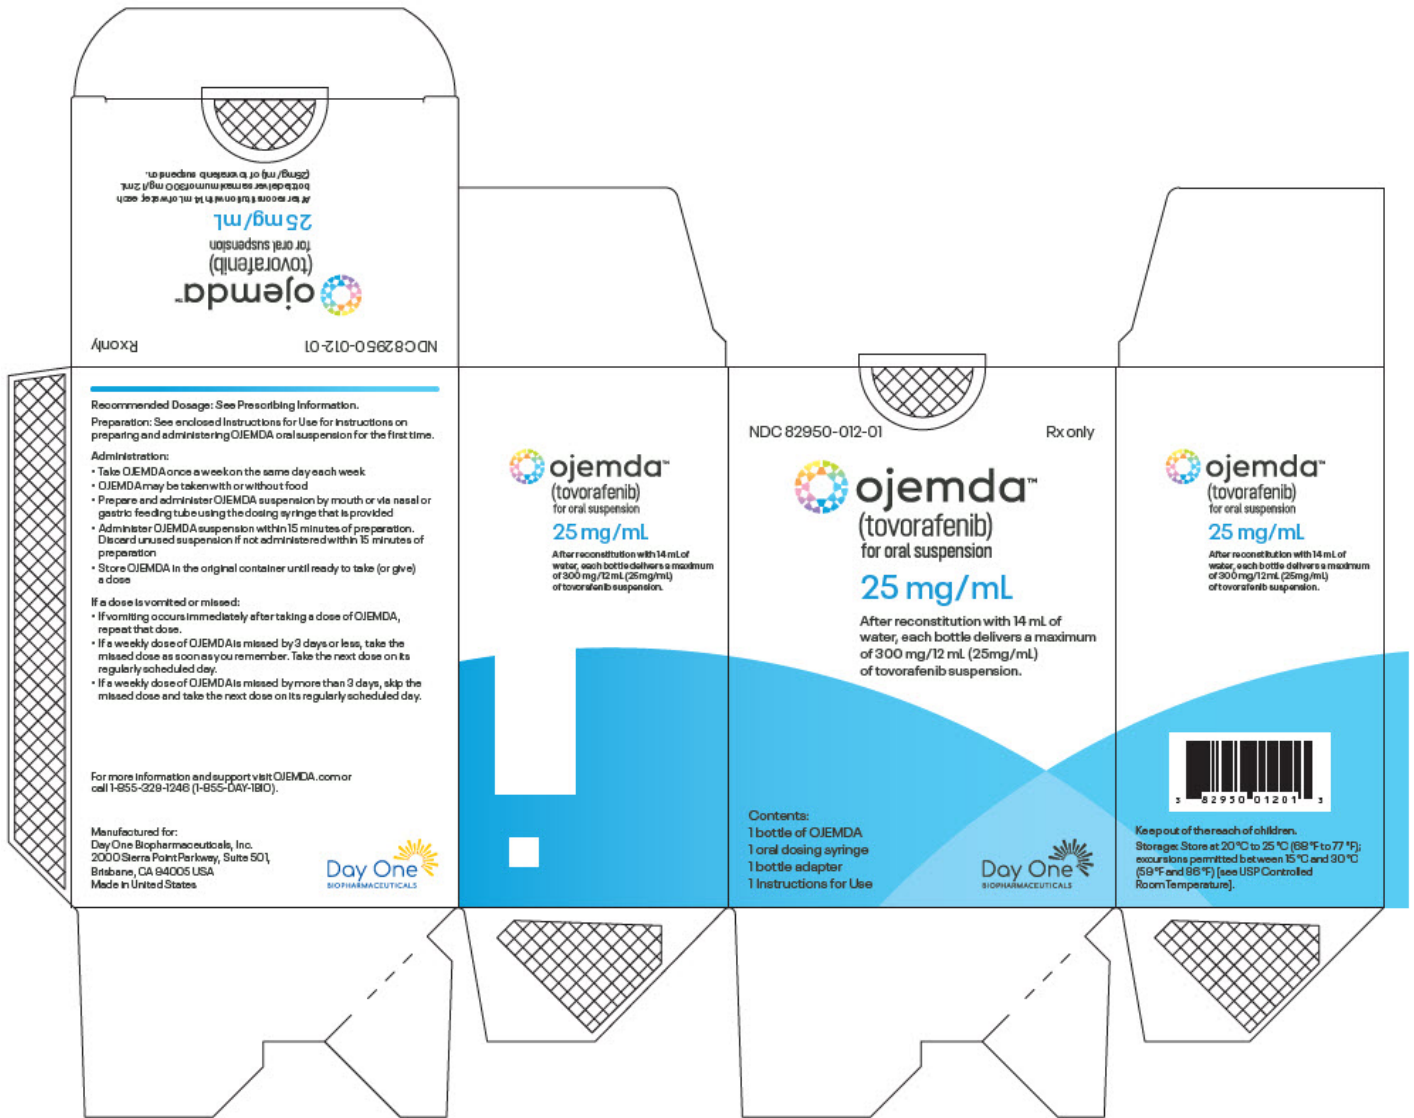 (25mg/mL) of tovorafenib suspension.
bottle delivers a maximum of 300 mg/12 mL
After reconstitution with 14 mL of water, each
25 mg/mL
for oral suspension
(tovorafenib)
ojemda™
Rx only NDC 82950-012-01
Recommended Dosage: See Prescribing Information.
Preparation: See enclosed Instructions for Use for instructions on
preparing and administering OJEMDA oral suspension for the first time.
Administration:
• Take OJEMDA once a week on the same day each week
• OJEMDA may be taken with or without food
• Prepare and administer OJEMDA suspension by mouth or via nasal or
gastric feeding tube using the dosing syringe that is provided
• Administer OJEMDA suspension within 15 minutes of preparation.
Discard unused suspension if not administered within 15 minutes of
preparation
• Store OJEMDA in the original container until ready to take (or give)
a dose
If a dose is vomited or missed:
• If vomiting occurs immediately after taking a dose of OJEMDA,
repeat that dose.
• If a weekly dose of OJEMDA is missed by 3 days or less, take the
missed dose as soon as you remember. Take the next dose on its
regularly scheduled day.
• If a weekly dose of OJEMDA is missed by more than 3 days, skip the
missed dose and take the next dose on its regularly scheduled day.
For more information and support visit OJEMDA.com or
call 1-855-329-1246 (1-855-DAY-1BIO).
Manufactured for:
Day One Biopharmaceuticals, Inc.
2000 Sierra Point Parkway, Suite 501,
Brisbane, CA 94005 USA
Made in United States
Day One
BIOPHARMACEUTICALS
ojemda™
(tovorafenib)
for oral suspension
25 mg/mL
After reconstitution with 14 mL of
water, each bottle delivers a maximum
of 300 mg/12 mL (25mg/mL)
of tovorafenib suspension.
NDC 82950-012-01 Rx only
ojemda™
(tovorafenib)
for oral suspension
25 mg/mL
After reconstitution with 14 mL of
water, each bottle delivers a maximum
of 300 mg/12 mL (25mg/mL)
of tovorafenib suspension.
Contents:
1 bottle of OJEMDA
1 oral dosing syringe
1 bottle adapter
1 Instructions for Use
Day One
BIOPHARMACEUTICALS
ojemda™
(tovorafenib)
for oral suspension
25 mg/mL
After reconstitution with 14 mL of
water, each bottle delivers a maximum
of 300 mg/12 mL (25mg/mL)
of tovorafenib suspension.
3 82950 01201 3
Keep out of the reach of children.
Storage: Store at 20 °C to 25 °C (68 °F to 77 °F);
excursions permitted between 15 °C and 30 °C
(59 °F and 86 °F) [see USP Controlled
Room Temperature].